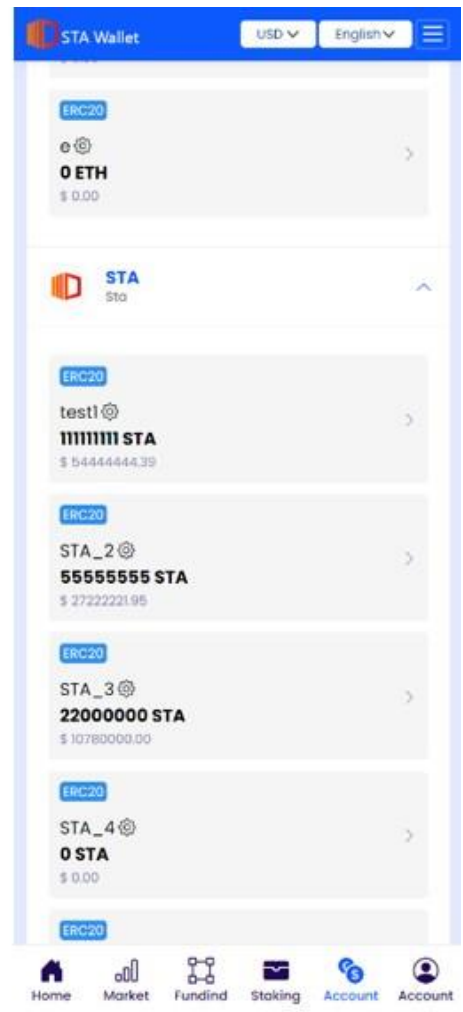 STA Wallet
USD
English
ERC20
e
0 ETH
$ 0.00
STA
Sta
ERC20
test1
111111111 STA
$ 54444444.39
ERC20
STA_2
55555555 STA
$ 27222221.95
ERC20
STA_3
22000000 STA
$ 10780000.00
ERC20
STA_4
0 STA
$ 0.00
ERC20
Home Market Fundind Staking Account Account